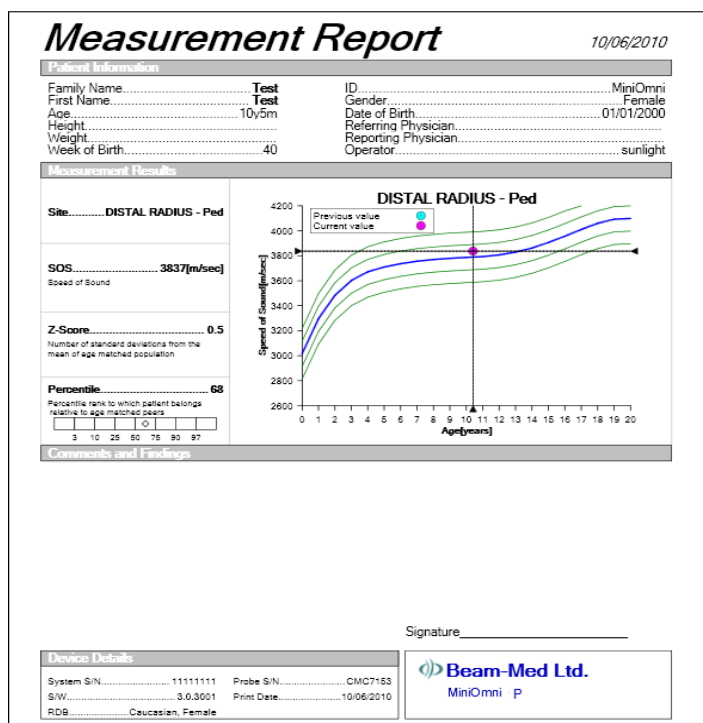 Measurement Report
10/06/2010
Patient Information
Family Name..........Test
First Name..........Test
Age..........10y5m
Height..........
Weight..........
Week of Birth..........40
ID..........MiniOmni
Gender..........Female
Date of Birth..........01/01/2000
Referring Physician..........
Reporting Physician..........
Operator..........sunlight
Measurement Results
Site.........DISTAL RADIUS - Ped
SOS..........3837[m/sec]
Speed of Sound
Z-Score..........0.5
Number of standard deviations from the
mean of age matched population
Percentile..........68
Percentile rank to which patient belongs
relative to age matched peers
3 10 25 50 75 90 97
DISTAL RADIUS - Ped
Previous value
Current value
Speed of Sound[m/sec]
4200
4000
3800
3600
3400
3200
3000
2800
2600
0 1 2 3 4 5 6 7 8 9 10 11 12 13 14 15 16 17 18 19 20
Age[years]
Comments and Findings
Signature
Device Details
System S/N..........11111111
S/W..........3.0.3001
RDB..........Caucasian, Female
Probe S/N..........CMC7153
Print Date..........10/06/2010
Beam-Med Ltd.
MiniOmni P